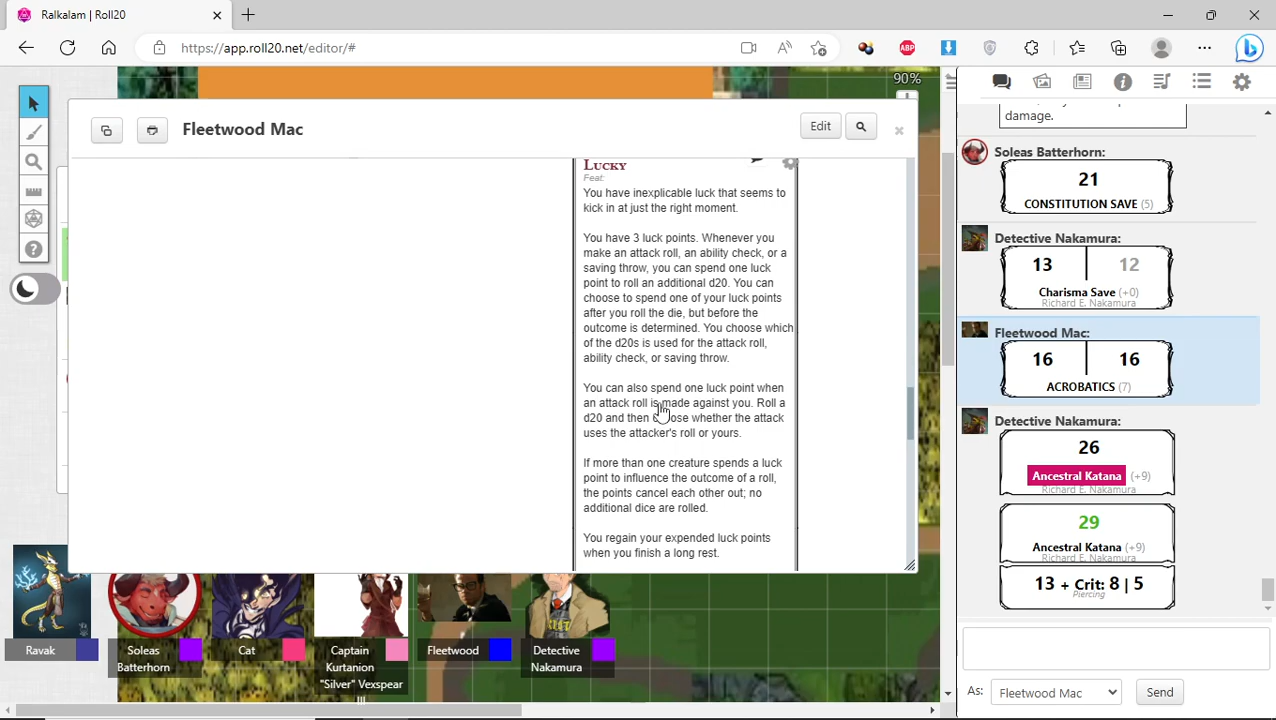 Ralkalam | Roll20
https://app.roll20.net/editor/#
90%
Fleetwood Mac
Edit
LUCKY
Feat:
You have inexplicable luck that seems to
kick in at just the right moment.
You have 3 luck points. Whenever you
make an attack roll, an ability check, or a
saving throw, you can spend one luck
point to roll an additional d20. You can
choose to spend one of your luck points
after you roll the die, but before the
outcome is determined. You choose which
of the d20s is used for the attack roll,
ability check, or saving throw.
You can also spend one luck point when
an attack roll is made against you. Roll a
d20 and then choose whether the attack
uses the attacker's roll or yours.
If more than one creature spends a luck
point to influence the outcome of a roll,
the points cancel each other out; no
additional dice are rolled.
You regain your expended luck points
when you finish a long rest.
Ravak
Soleas
Batterhorn
Cat
Captain
Kurtanion
"Silver" Vexspear
Fleetwood
Detective
Nakamura
damage.
Soleas Batterhorn:
21
CONSTITUTION SAVE (5)
Detective Nakamura:
13 12
Charisma Save (+0)
Richard E. Nakamura
Fleetwood Mac:
16 16
ACROBATICS (7)
Detective Nakamura:
26
Ancestral Katana (+9)
Richard E. Nakamura
29
Ancestral Katana (+9)
Richard E. Nakamura
13 + Crit: 8 | 5
Piercing
As: Fleetwood Mac Send
ABP